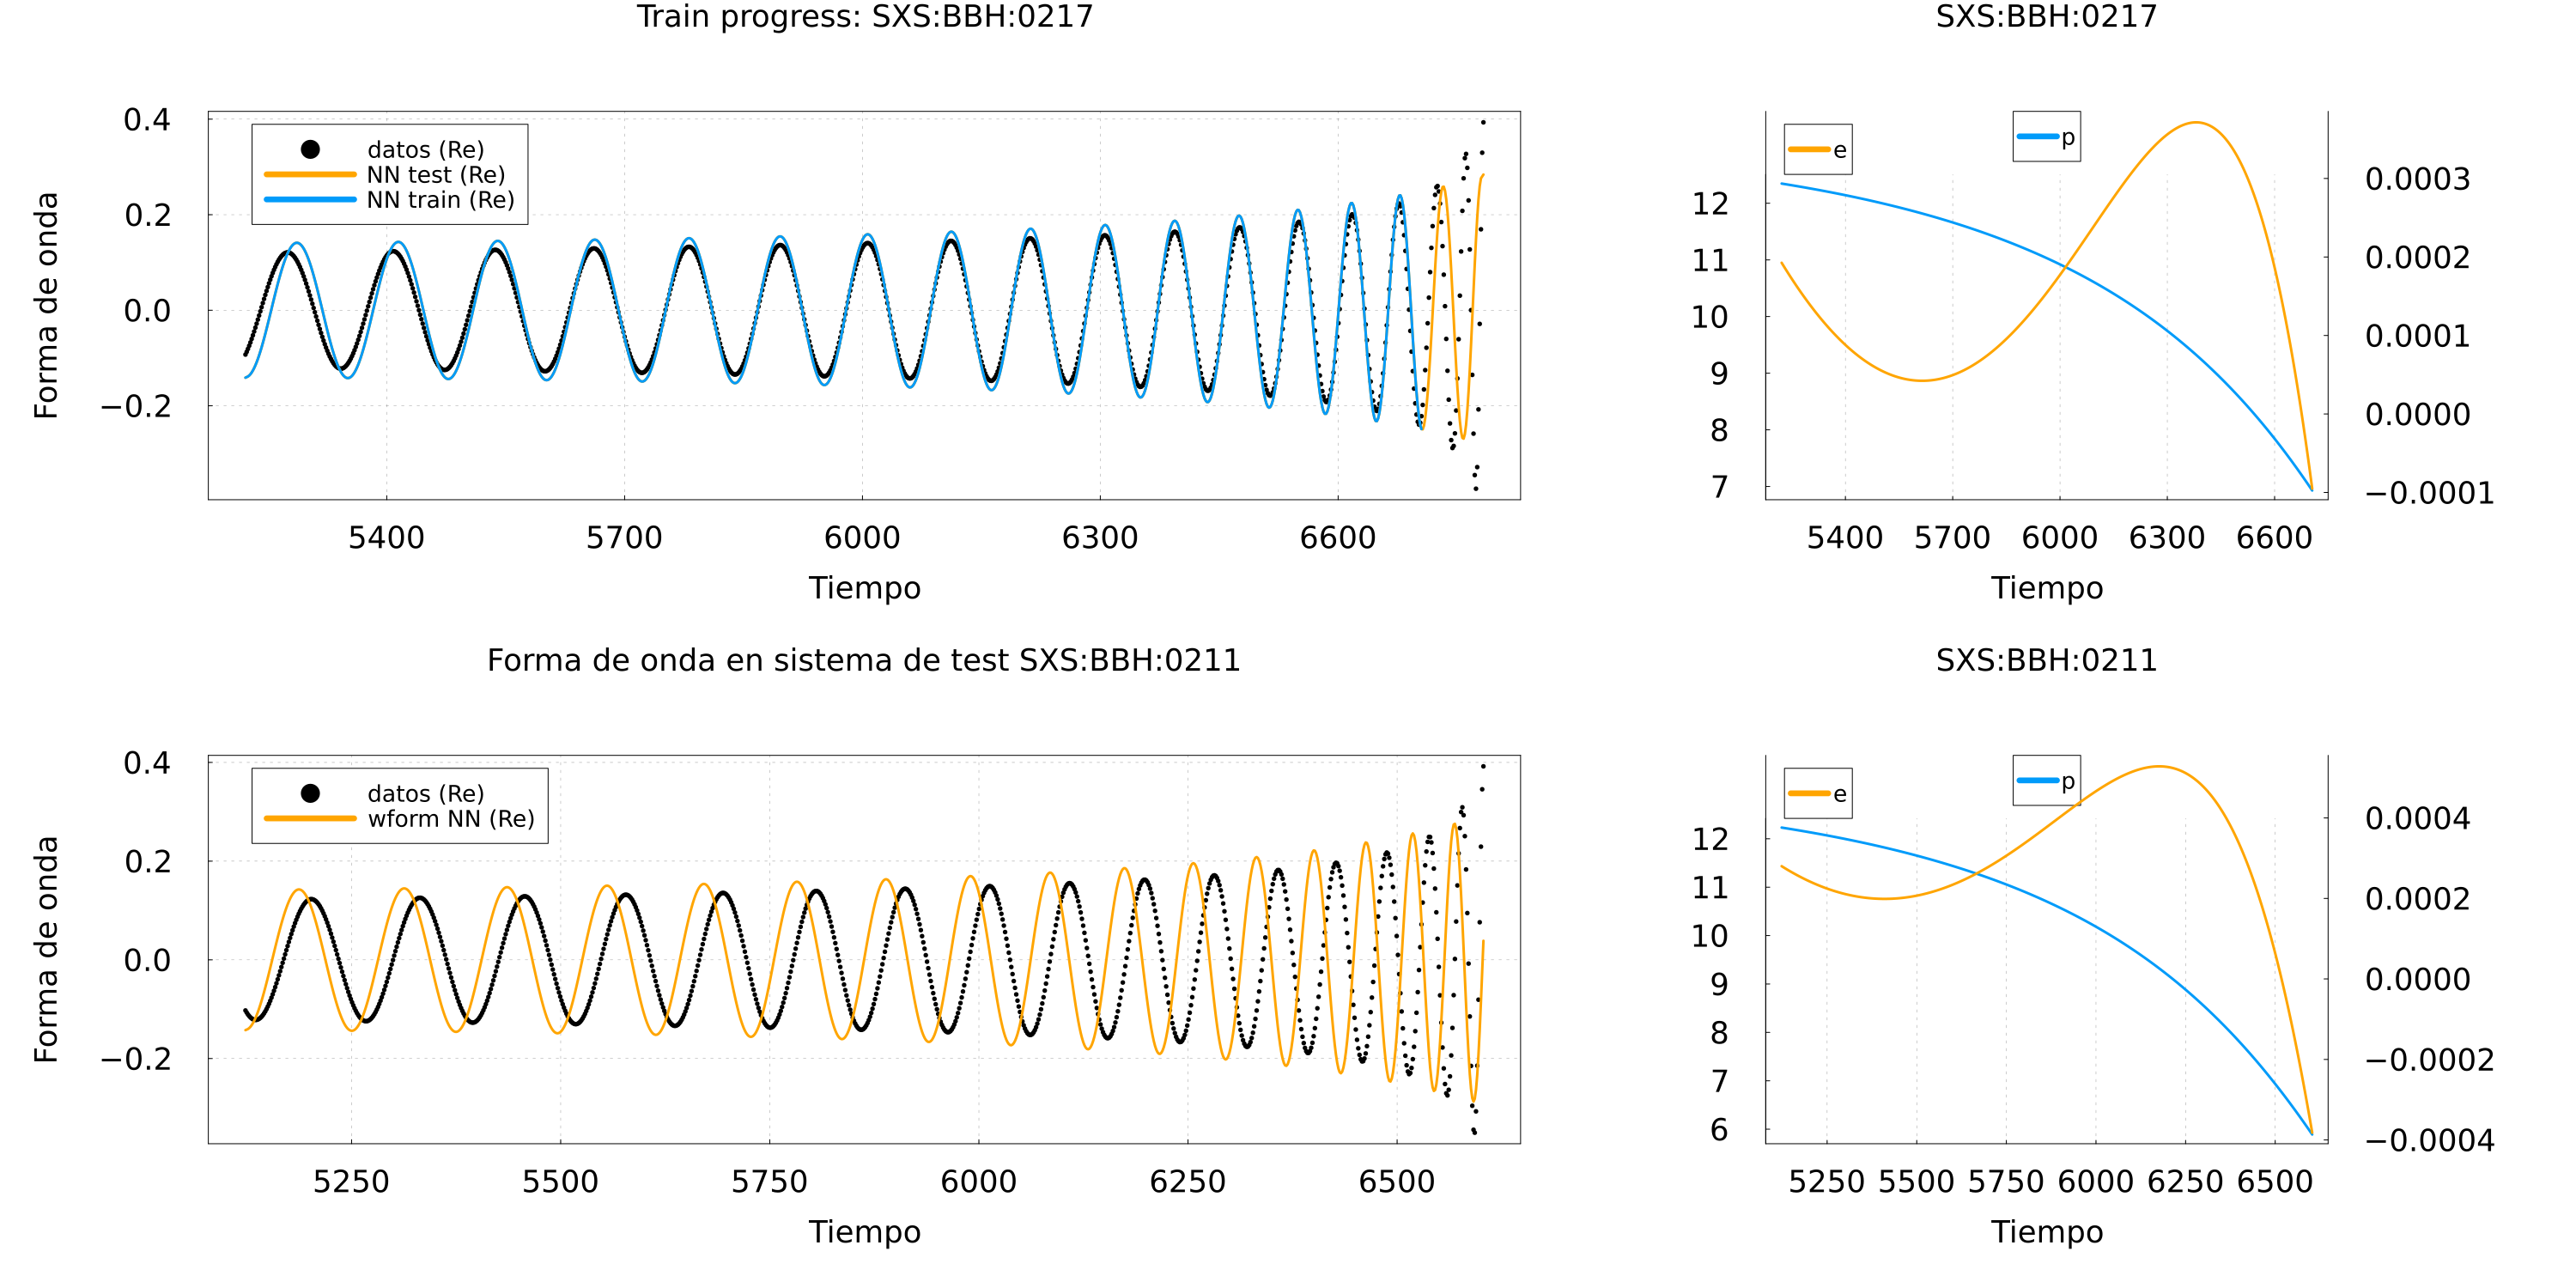 Train progress: SXS:BBH:0217
Forma de onda
0.4
0.2
0.0
−0.2
datos (Re)
NN test (Re)
NN train (Re)
5400 5700 6000 6300 6600
Tiempo
SXS:BBH:0217
e
p
12
11
10
9
8
7
0.0003
0.0002
0.0001
0.0000
−0.0001
5400 5700 6000 6300 6600
Tiempo
Forma de onda en sistema de test SXS:BBH:0211
Forma de onda
0.4
0.2
0.0
−0.2
datos (Re)
wform NN (Re)
5250 5500 5750 6000 6250 6500
Tiempo
SXS:BBH:0211
e
p
12
11
10
9
8
7
6
0.0004
0.0002
0.0000
−0.0002
−0.0004
5250 5500 5750 6000 6250 6500
Tiempo